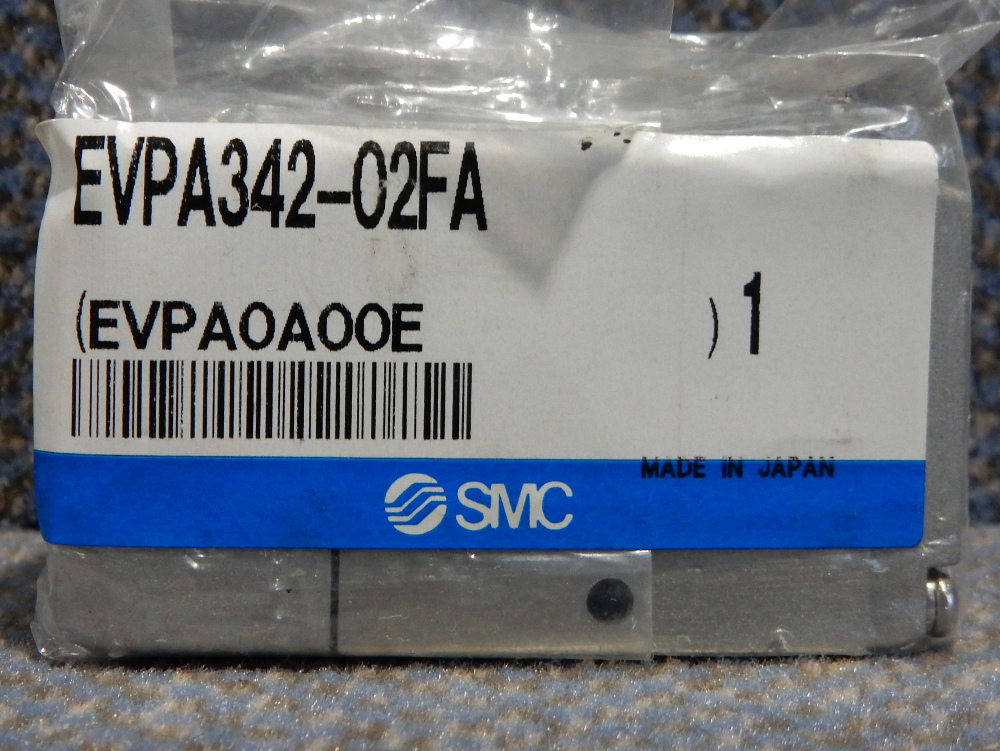 EVPA342-02FA
(EVPA0A00E ) 1
MADE IN JAPAN
SMC